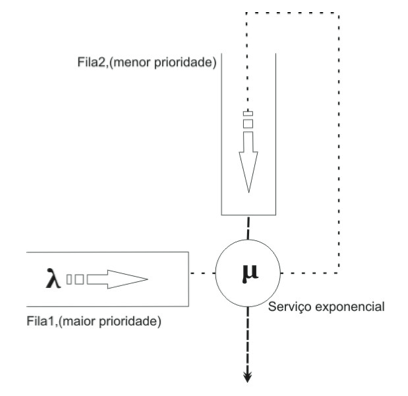 Fila2,(menor prioridade)
λ
μ
Serviço exponencial
Fila1,(maior prioridade)